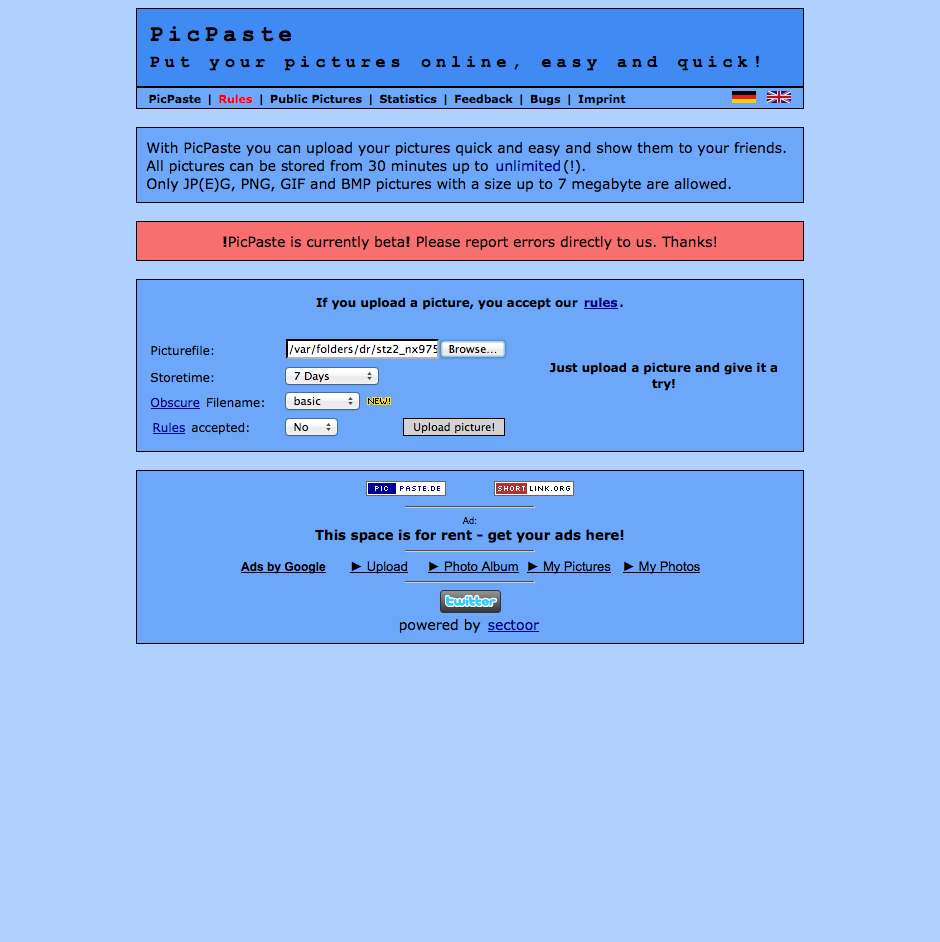 PicPaste
Put your pictures online, easy and quick!
PicPaste | Rules | Public Pictures | Statistics | Feedback | Bugs | Imprint
With PicPaste you can upload your pictures quick and easy and show them to your friends.
All pictures can be stored from 30 minutes up to unlimited(!).
Only JP(E)G, PNG, GIF and BMP pictures with a size up to 7 megabyte are allowed.
!PicPaste is currently beta! Please report errors directly to us. Thanks!
If you upload a picture, you accept our rules.
Picturefile: /var/folders/dr/stz2_nx975 Browse...
Storetime: 7 Days
Just upload a picture and give it a
try!
Obscure Filename: basic NEW!
Rules accepted: No Upload picture!
PIC PASTE.DE SHORT LINK.ORG
Ad:
This space is for rent - get your ads here!
Ads by Google ► Upload ► Photo Album ► My Pictures ► My Photos
twitter
powered by sectoor